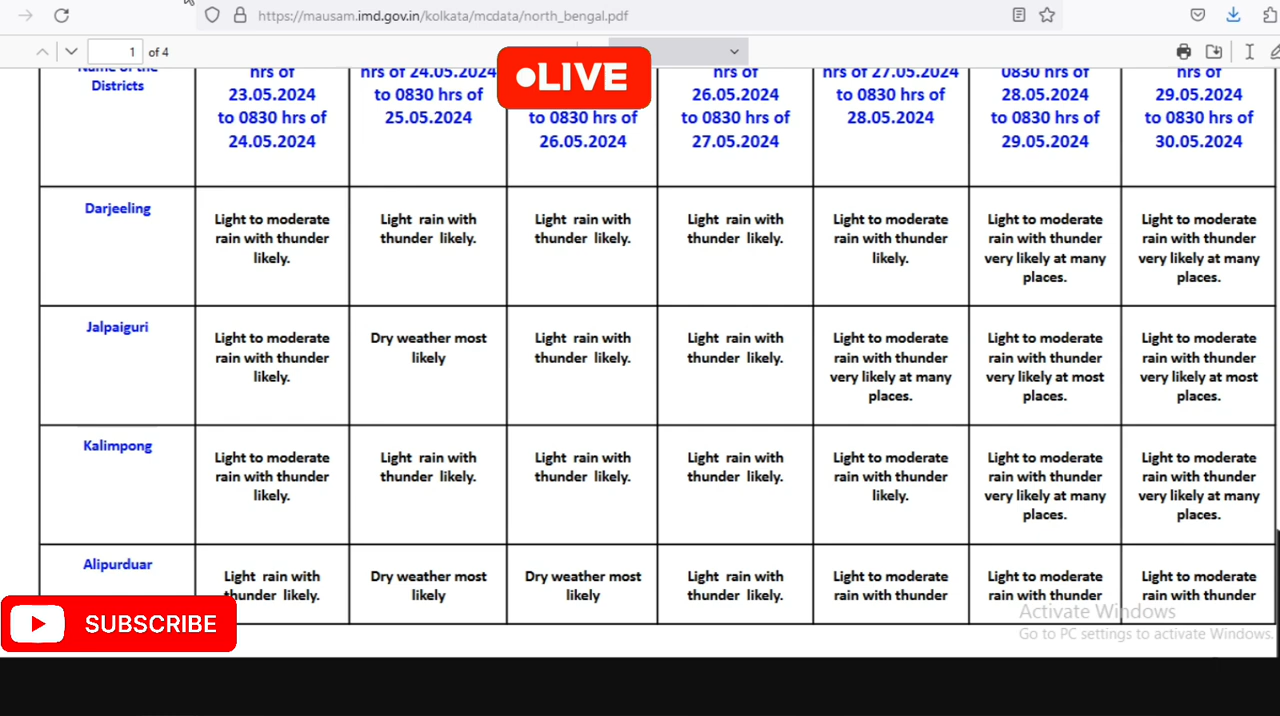 https://mausam.imd.gov.in/kolkata/mcdata/north_bengal.pdf
1 of 4
LIVE
Name of the
Districts
hrs of
23.05.2024
to 0830 hrs of
24.05.2024
hrs of 24.05.2024
to 0830 hrs of
25.05.2024
to 0830 hrs of
26.05.2024
hrs of
26.05.2024
to 0830 hrs of
27.05.2024
hrs of 27.05.2024
to 0830 hrs of
28.05.2024
0830 hrs of
28.05.2024
to 0830 hrs of
29.05.2024
hrs of
29.05.2024
to 0830 hrs of
30.05.2024
Darjeeling
Light to moderate
rain with thunder
likely.
Light rain with
thunder likely.
Light rain with
thunder likely.
Light rain with
thunder likely.
Light to moderate
rain with thunder
likely.
Light to moderate
rain with thunder
very likely at many
places.
Light to moderate
rain with thunder
very likely at many
places.
Jalpaiguri
Light to moderate
rain with thunder
likely.
Dry weather most
likely
Light rain with
thunder likely.
Light rain with
thunder likely.
Light to moderate
rain with thunder
very likely at many
places.
Light to moderate
rain with thunder
very likely at most
places.
Light to moderate
rain with thunder
very likely at most
places.
Kalimpong
Light to moderate
rain with thunder
likely.
Light rain with
thunder likely.
Light rain with
thunder likely.
Light rain with
thunder likely.
Light to moderate
rain with thunder
likely.
Light to moderate
rain with thunder
very likely at many
places.
Light to moderate
rain with thunder
very likely at many
places.
Alipurduar
Light rain with
thunder likely.
Dry weather most
likely
Dry weather most
likely
Light rain with
thunder likely.
Light to moderate
rain with thunder
Light to moderate
rain with thunder
Light to moderate
rain with thunder
SUBSCRIBE
Activate Windows
Go to PC settings to activate Windows.